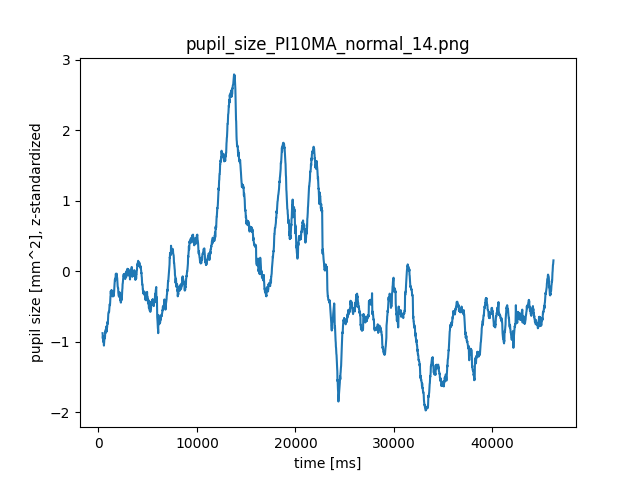 pupil_size_PI10MA_normal_14.png
pupil size [mm^2], z-standardized
3
2
1
0
−1
−2
0 10000 20000 30000 40000
time [ms]